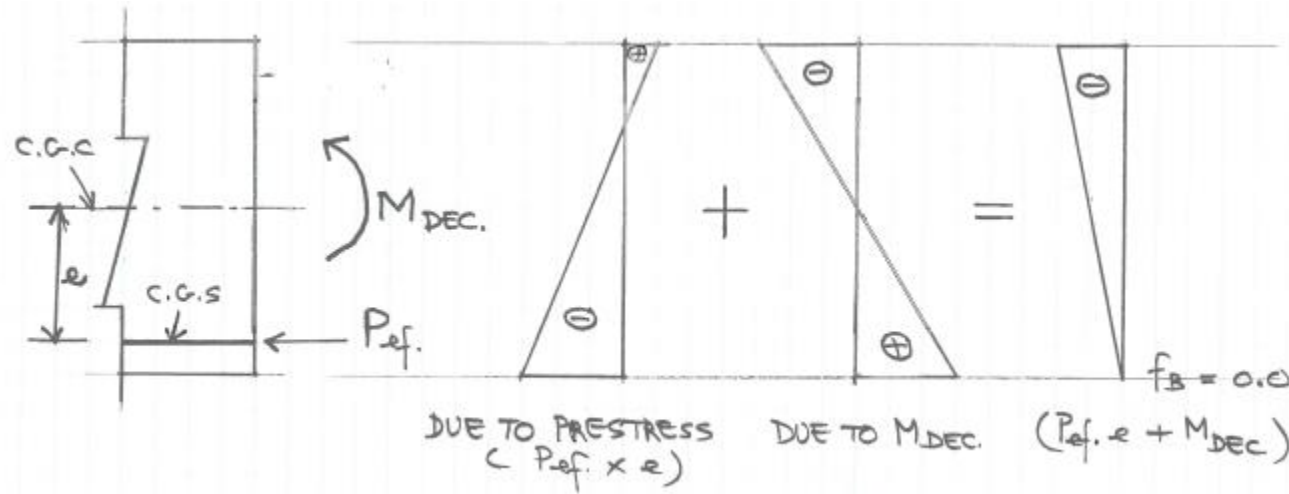 C.G.C
e
C.G.S
M DEC.
P ef.
⊕
⊖
+
⊖
⊕
=
⊖
f B = 0.0
DUE TO PRESTRESS
( P ef. x e )
DUE TO M DEC.
(P ef. e + M DEC)